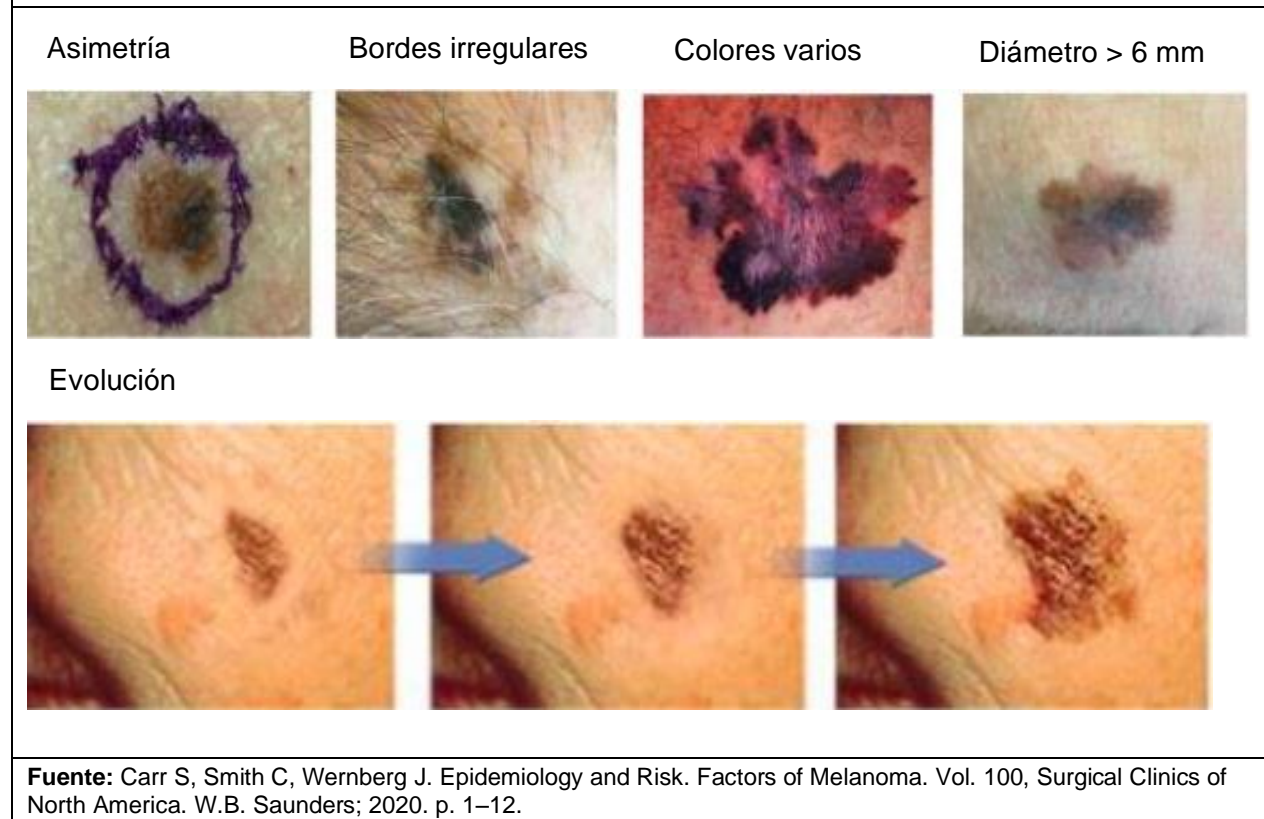 Asimetría
Bordes irregulares
Colores varios
Diámetro > 6 mm
Evolución
Fuente: Carr S, Smith C, Wernberg J. Epidemiology and Risk. Factors of Melanoma. Vol. 100, Surgical Clinics of
North America. W.B. Saunders; 2020. p. 1–12.